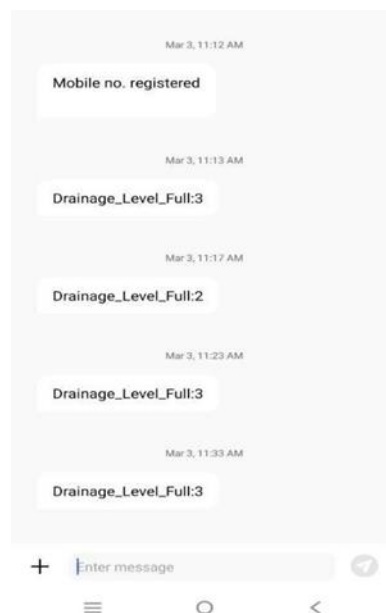 Mar 3, 11:12 AM
Mobile no. registered
Mar 3, 11:13 AM
Drainage_Level_Full:3
Mar 3, 11:17 AM
Drainage_Level_Full:2
Mar 3, 11:23 AM
Drainage_Level_Full:3
Mar 3, 11:33 AM
Drainage_Level_Full:3
Enter message